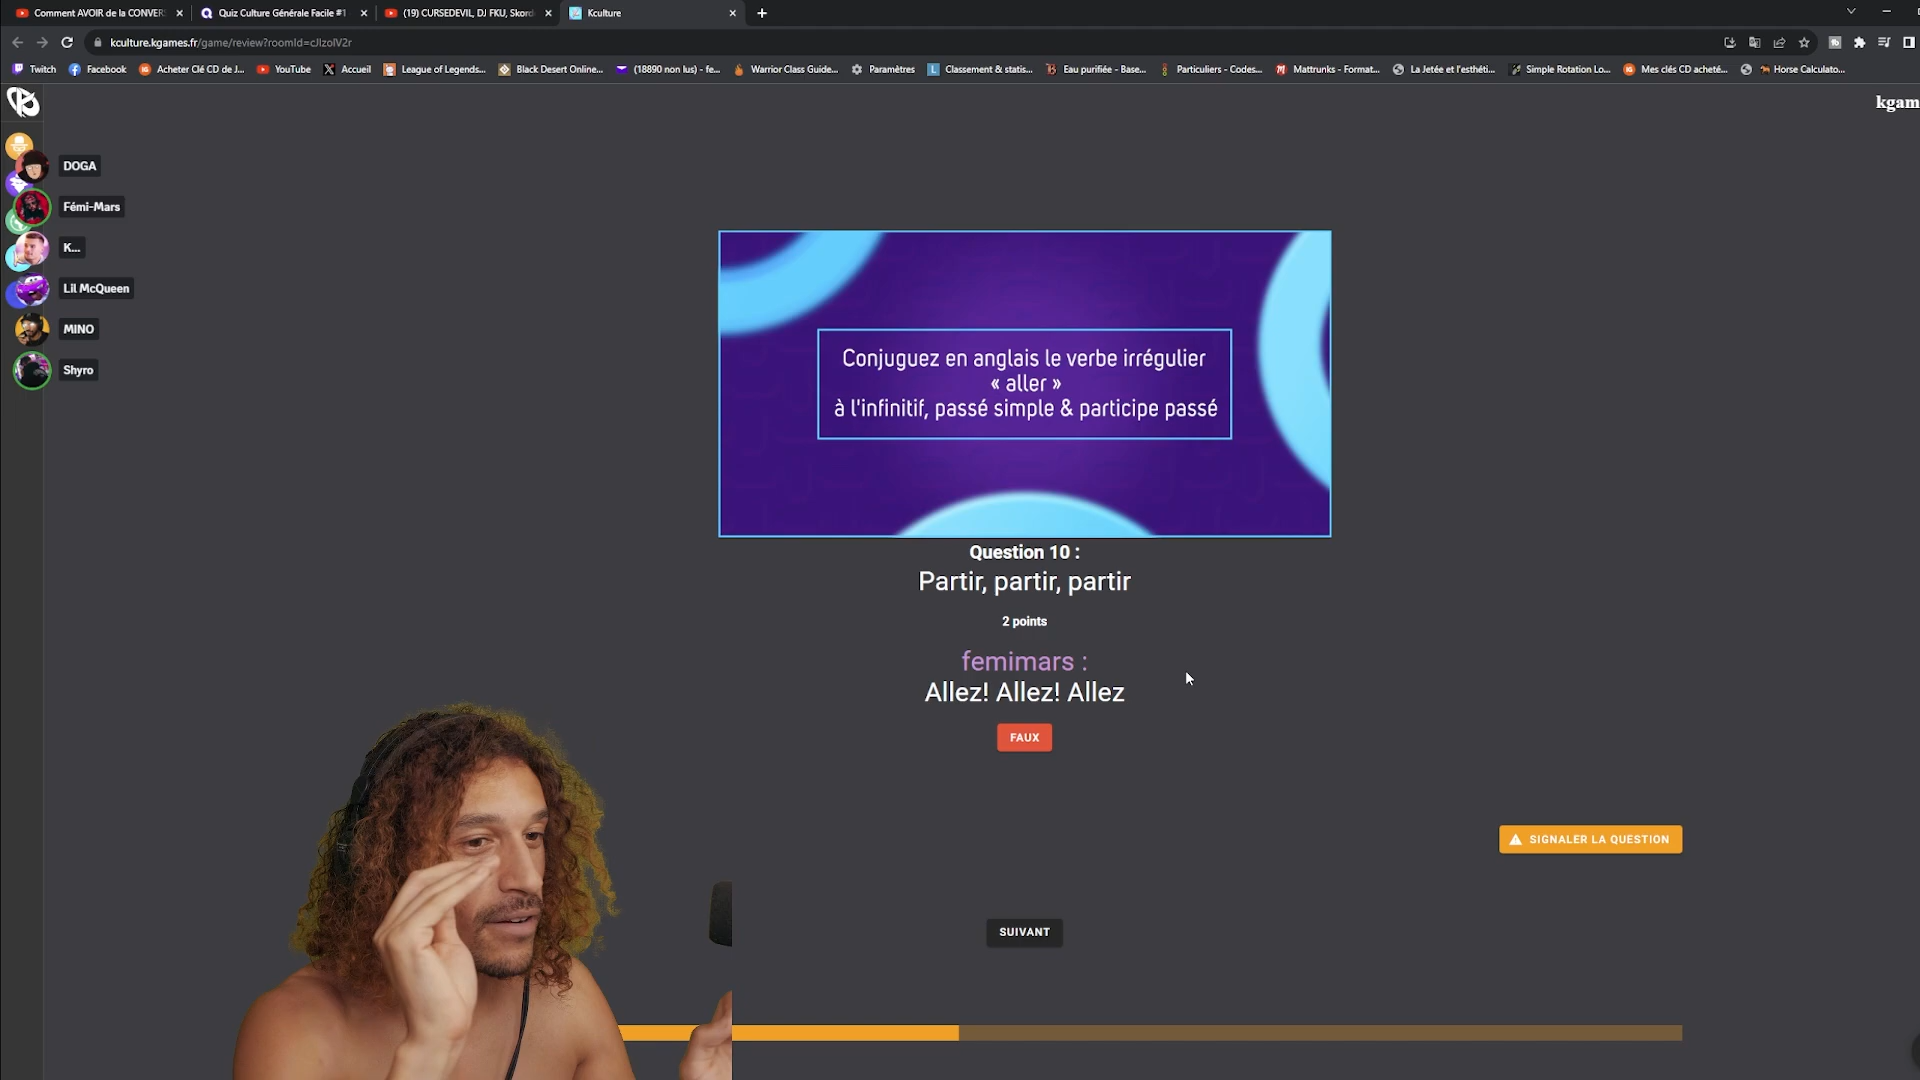 Comment AVOIR de la CONVER
Quiz Culture Générale Facile #1
(19) CURSEDEVIL, DJ FKU, Skord
Kculture
kculture.kgames.fr/game/review?roomId=cJlzolV2r
Twitch
Facebook
Acheter Clé CD de J...
YouTube
Accueil
League of Legends...
Black Desert Online...
(18890 non lus) - fe...
Warrior Class Guide...
Paramètres
Classement & statis...
Eau purifiée - Base...
Particuliers - Codes...
Mattrunks - Format...
La Jetée et l'esthéti...
Simple Rotation Lo...
Mes clés CD acheté...
Horse Calculato...
kgam
DOGA
Fémi-Mars
K...
Lil McQueen
MINO
Shyro
Conjuguez en anglais le verbe irrégulier
« aller »
à l'infinitif, passé simple & participe passé
Question 10 :
Partir, partir, partir
2 points
femimars :
Allez! Allez! Allez
FAUX
SIGNALER LA QUESTION
SUIVANT